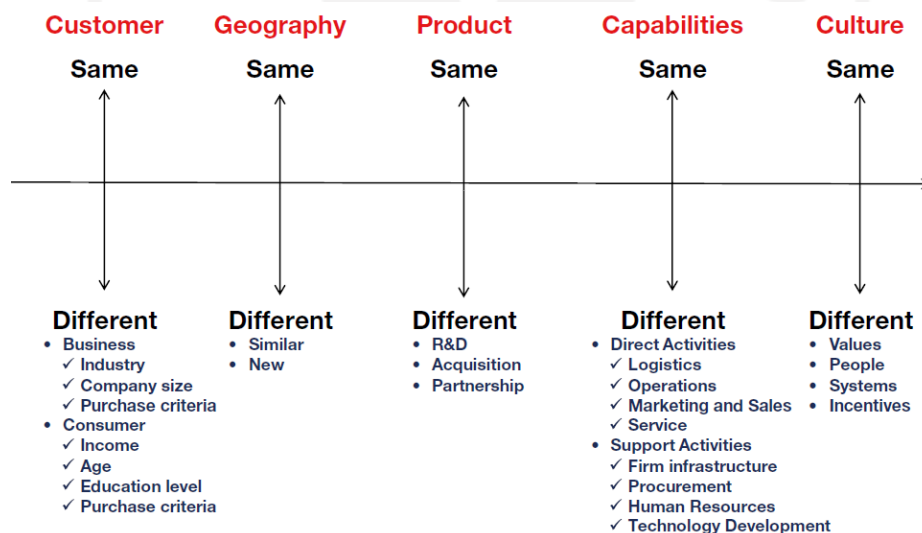 Customer
Same
Different
• Business
✓ Industry
✓ Company size
✓ Purchase criteria
• Consumer
✓ Income
✓ Age
✓ Education level
✓ Purchase criteria
Geography
Same
Different
• Similar
• New
Product
Same
Different
• R&D
• Acquisition
• Partnership
Capabilities
Same
Different
• Direct Activities
✓ Logistics
✓ Operations
✓ Marketing and Sales
✓ Service
• Support Activities
✓ Firm infrastructure
✓ Procurement
✓ Human Resources
✓ Technology Development
Culture
Same
Different
• Values
• People
• Systems
• Incentives